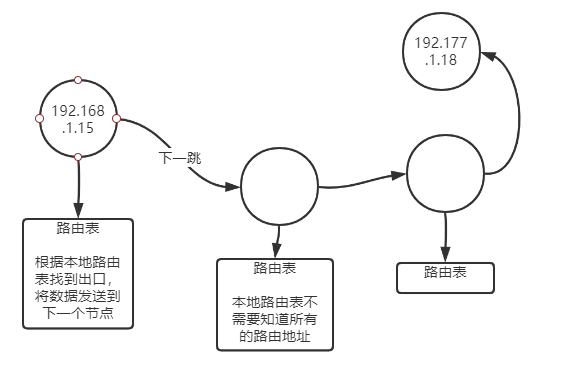 192.177
.1.18
192.168
.1.15
下一跳
路由表
根据本地路由
表找到出口，
将数据发送到
下一个节点
路由表
本地路由表不
需要知道所有
的路由地址
路由表